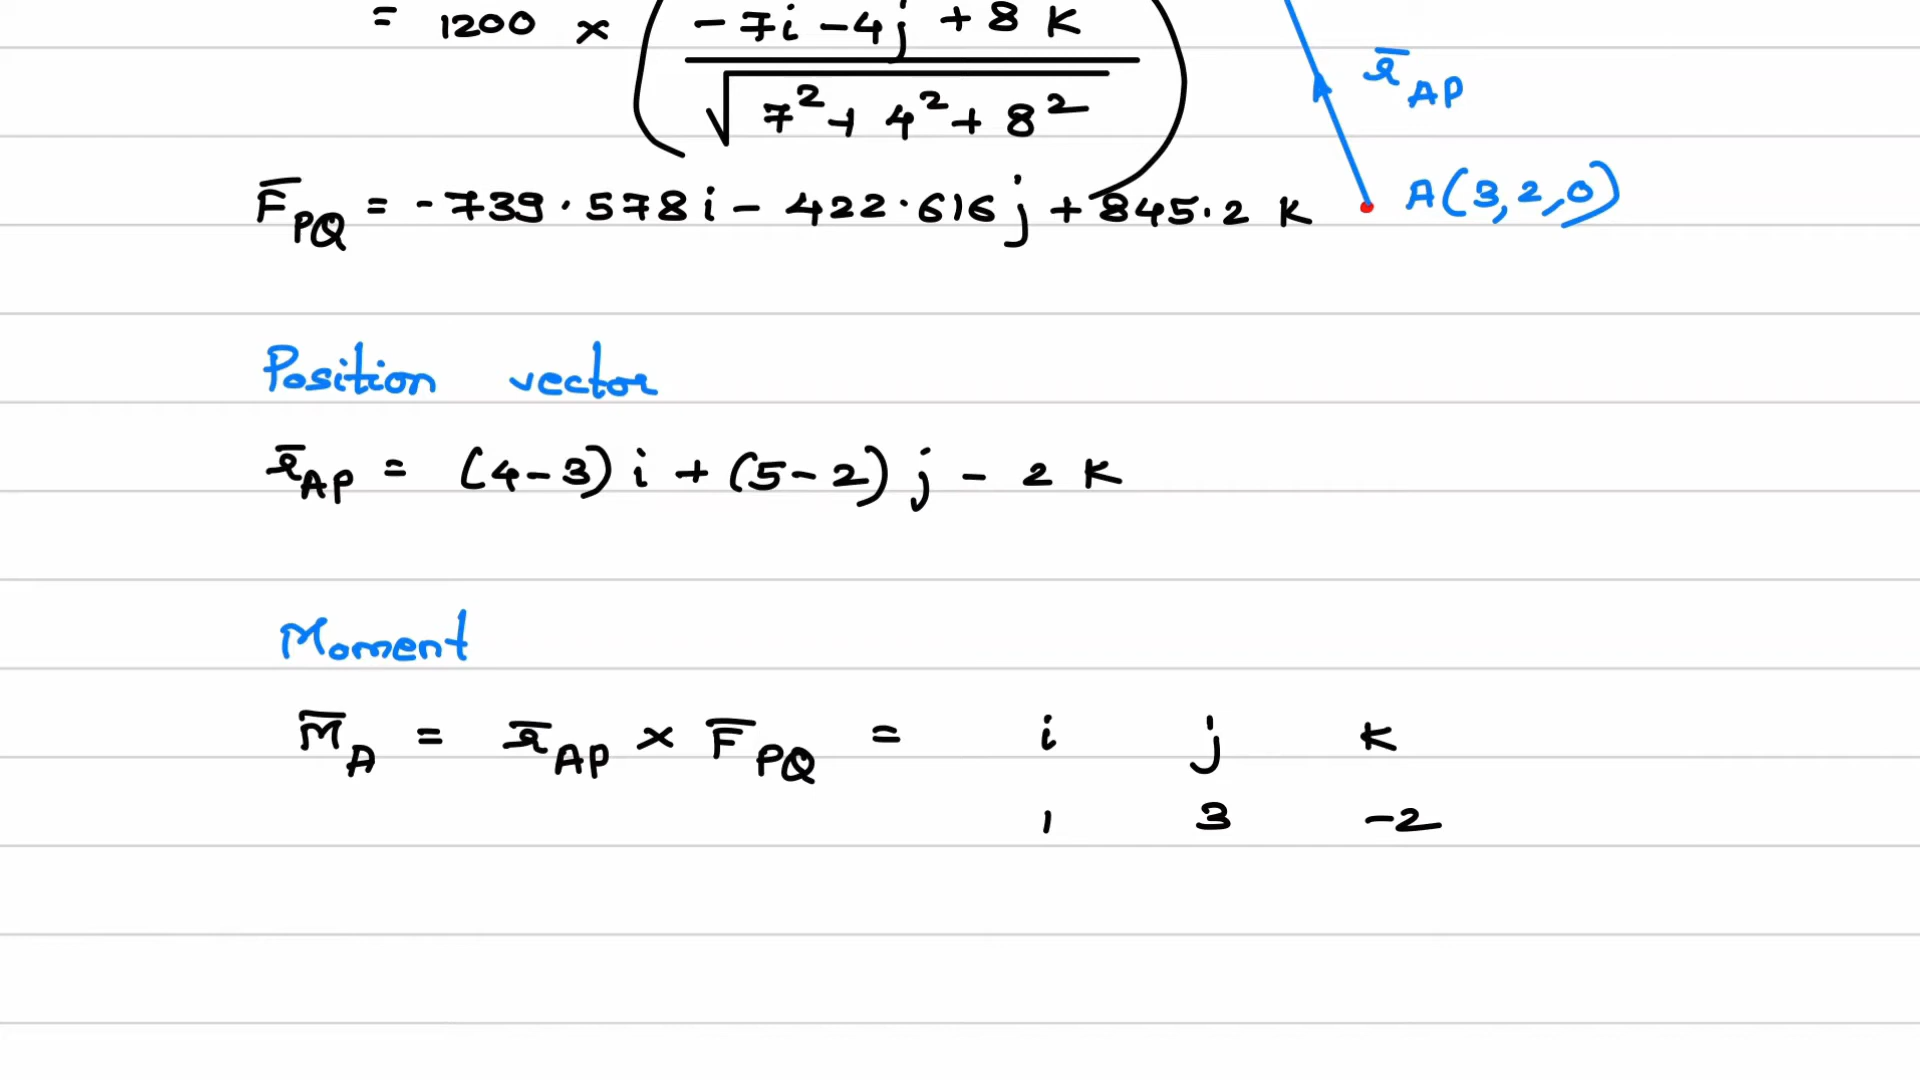 = 1200 × ( -7i -4j + 8 k
√ 7² + 4² + 8² )
r̄ AP
F̄ PQ = -739.578 i - 422.616 j + 845.2 k
A(3,2,0)
Position vector
r̄ AP = (4-3) i + (5-2) j - 2 k
Moment
M̄ A = r̄ AP × F̄ PQ = i j k
1 3 -2